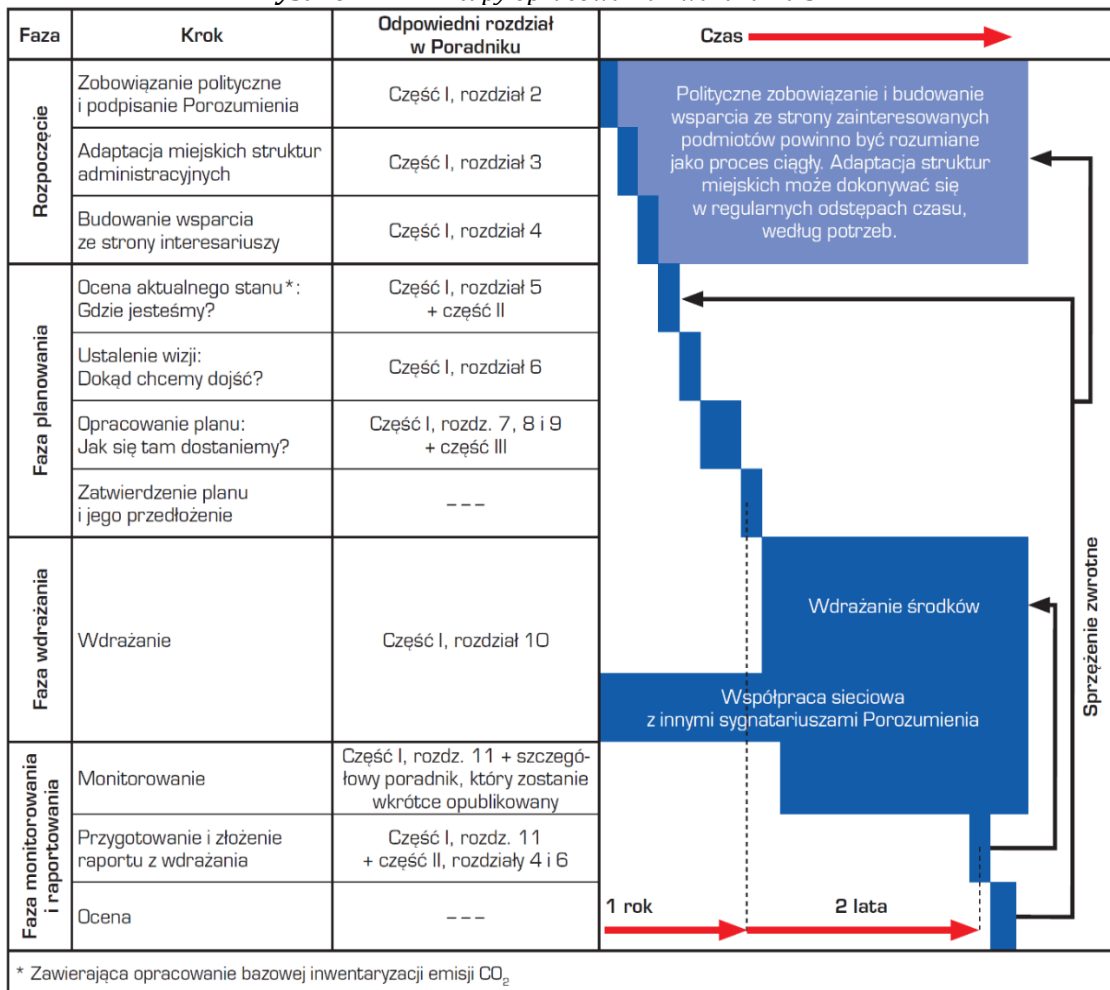 Faza
Krok
Odpowiedni rozdział
w Poradniku
Czas
Rozpoczęcie
Zobowiązanie polityczne
i podpisanie Porozumienia
Część I, rozdział 2
Adaptacja miejskich struktur
administracyjnych
Część I, rozdział 3
Budowanie wsparcia
ze strony interesariuszy
Część I, rozdział 4
Polityczne zobowiązanie i budowanie
wsparcia ze strony zainteresowanych
podmiotów powinno być rozumiane
jako proces ciągły. Adaptacja struktur
miejskich może dokonywać się
w regularnych odstępach czasu,
według potrzeb.
Faza planowania
Ocena aktualnego stanu*:
Gdzie jesteśmy?
Część I, rozdział 5
+ część II
Ustalenie wizji:
Dokąd chcemy dojść?
Część I, rozdział 6
Opracowanie planu:
Jak się tam dostaniemy?
Część I, rozdz. 7, 8 i 9
+ część III
Zatwierdzenie planu
i jego przedłożenie
– – –
Faza wdrażania
Wdrażanie
Część I, rozdział 10
Wdrażanie środków
Współpraca sieciowa
z innymi sygnatariuszami Porozumienia
Sprzężenie zwrotne
Faza monitorowania
i raportowania
Monitorowanie
Część I, rozdz. 11 + szczegó-
łowy poradnik, który zostanie
wkrótce opublikowany
Przygotowanie i złożenie
raportu z wdrażania
Część I, rozdz. 11
+ część II, rozdziały 4 i 6
Ocena
– – –
1 rok
2 lata
* Zawierająca opracowanie bazowej inwentaryzacji emisji CO₂